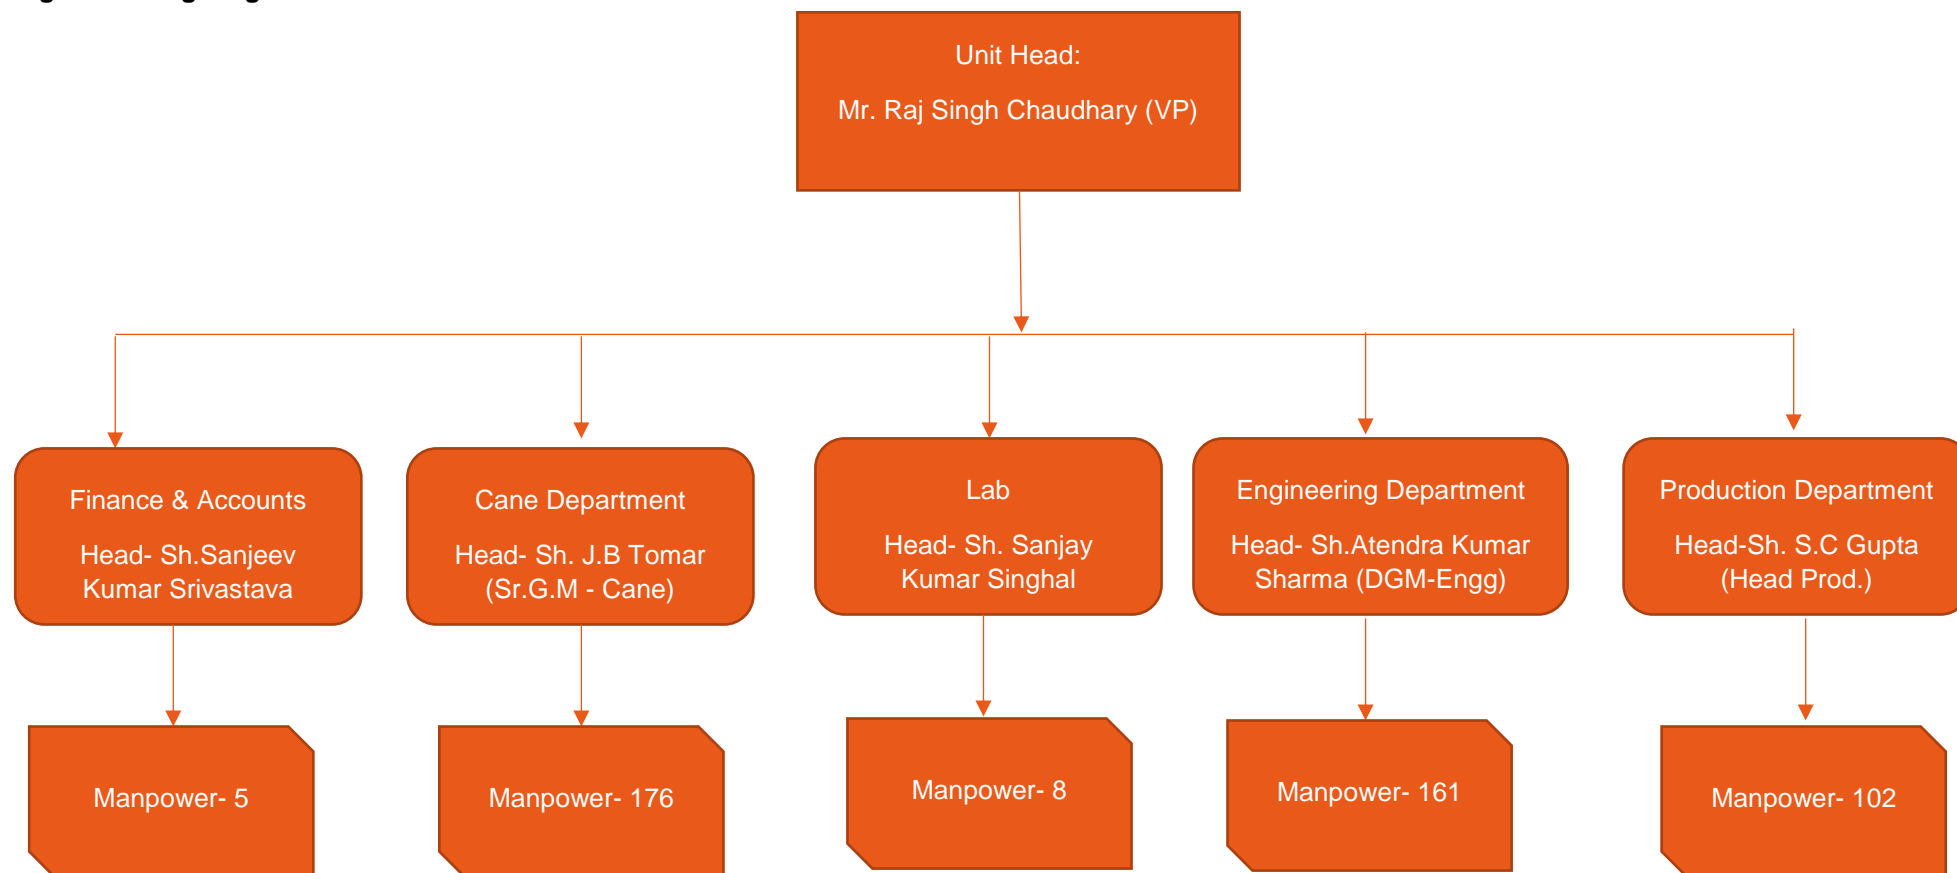 Unit Head:
Mr. Raj Singh Chaudhary (VP)
Finance & Accounts
Head- Sh.Sanjeev
Kumar Srivastava
Cane Department
Head- Sh. J.B Tomar
(Sr.G.M - Cane)
Lab
Head- Sh. Sanjay
Kumar Singhal
Engineering Department
Head- Sh.Atendra Kumar
Sharma (DGM-Engg)
Production Department
Head-Sh. S.C Gupta
(Head Prod.)
Manpower- 5
Manpower- 176
Manpower- 8
Manpower- 161
Manpower- 102